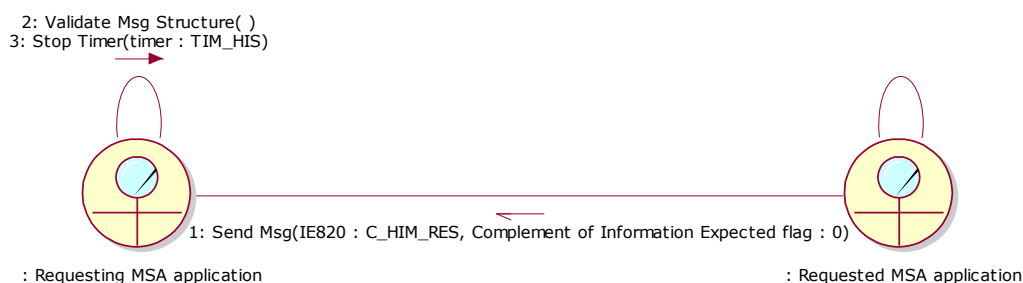 2: Validate Msg Structure( )
3: Stop Timer(timer : TIM_HIS)
1: Send Msg(IE820 : C_HIM_RES, Complement of Information Expected flag : 0)
: Requesting MSA application
: Requested MSA application